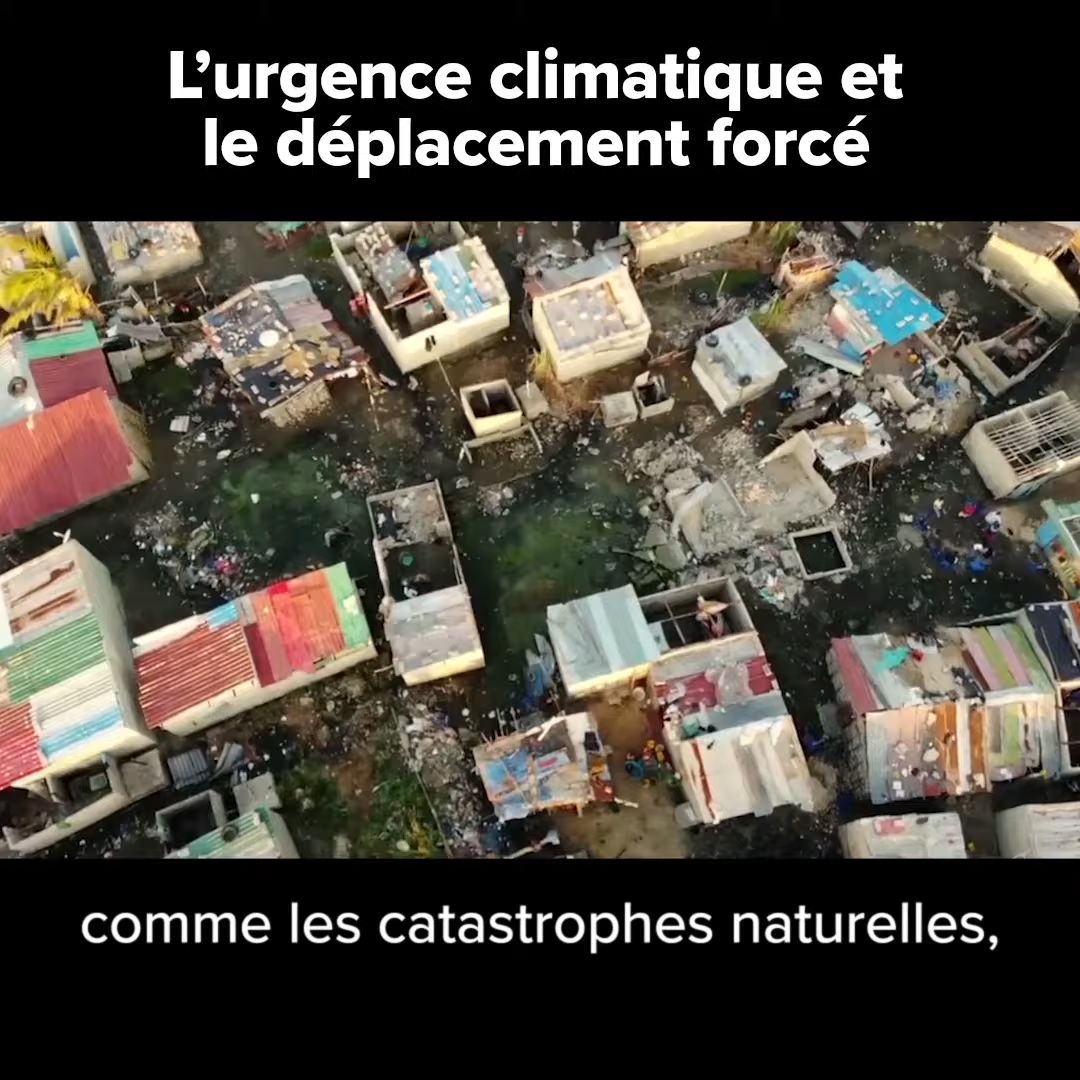 L’urgence climatique et
le déplacement forcé
comme les catastrophes naturelles,